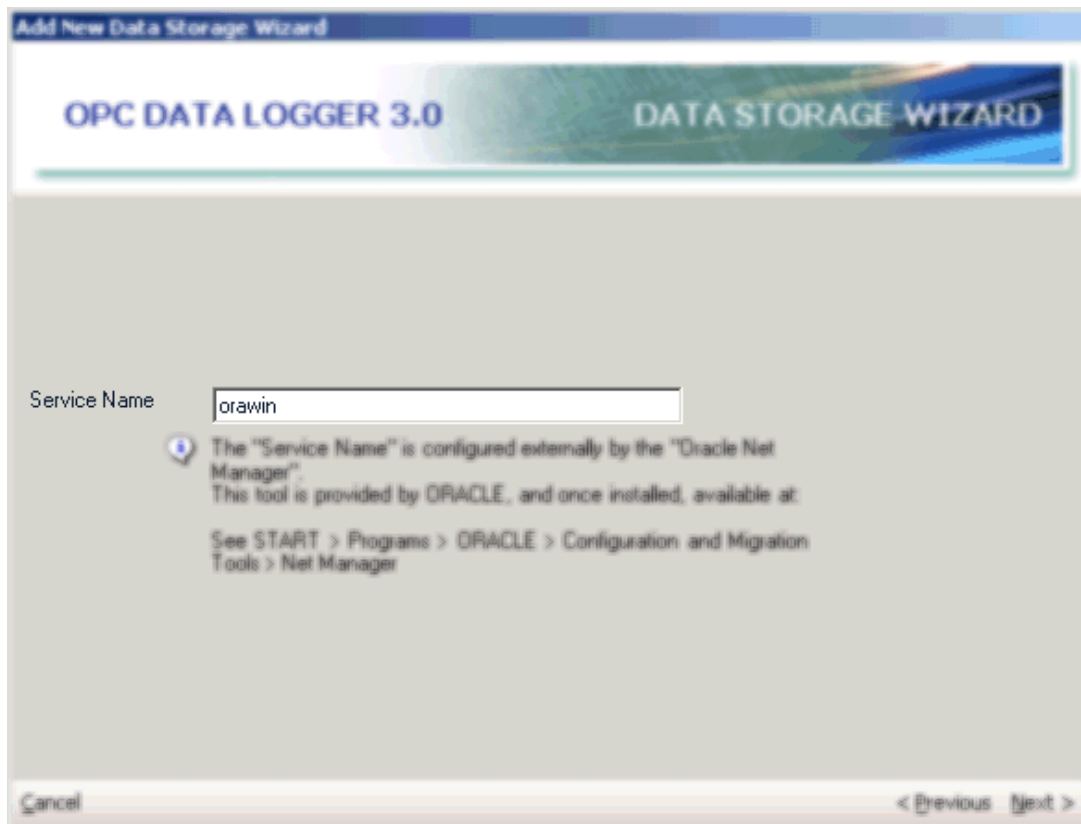 Add New Data Storage Wizard
OPC DATA LOGGER 3.0
DATA STORAGE WIZARD
Service Name
orawin
The "Service Name" is configured externally by the "Oracle Net
Manager".
This tool is provided by ORACLE, and once installed, available at:
See START > Programs > ORACLE > Configuration and Migration
Tools > Net Manager
Cancel
< Previous Next >